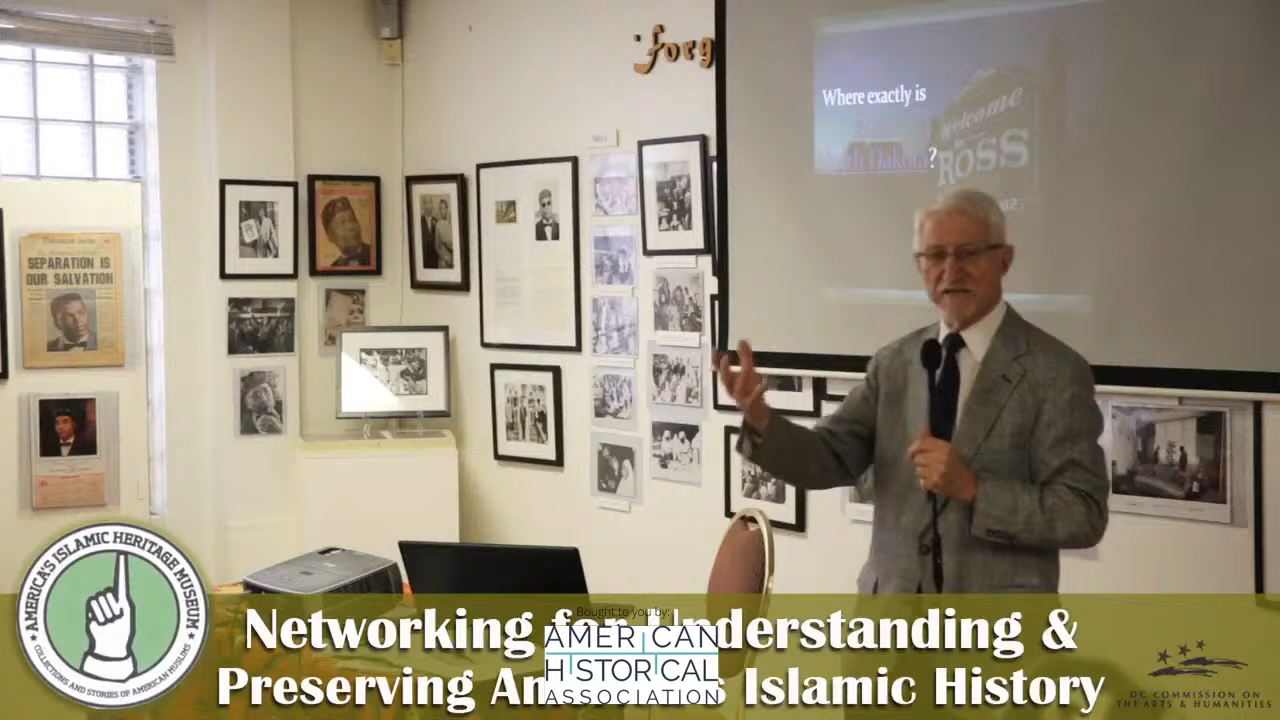 'forg
Where exactly is
?
Welcome
ROSS
SEPARATION IS
OUR SALVATION
AMERICA'S ISLAMIC HERITAGE MUSEUM
COLLECTIONS AND STORIES OF AMERICAN MUSLIMS
Bought to you by:
Networking for Understanding &
AMERICAN
HISTORICAL
ASSOCIATION
Preserving Am s Islamic History
DC COMMISSION ON
THE ARTS & HUMANITIES